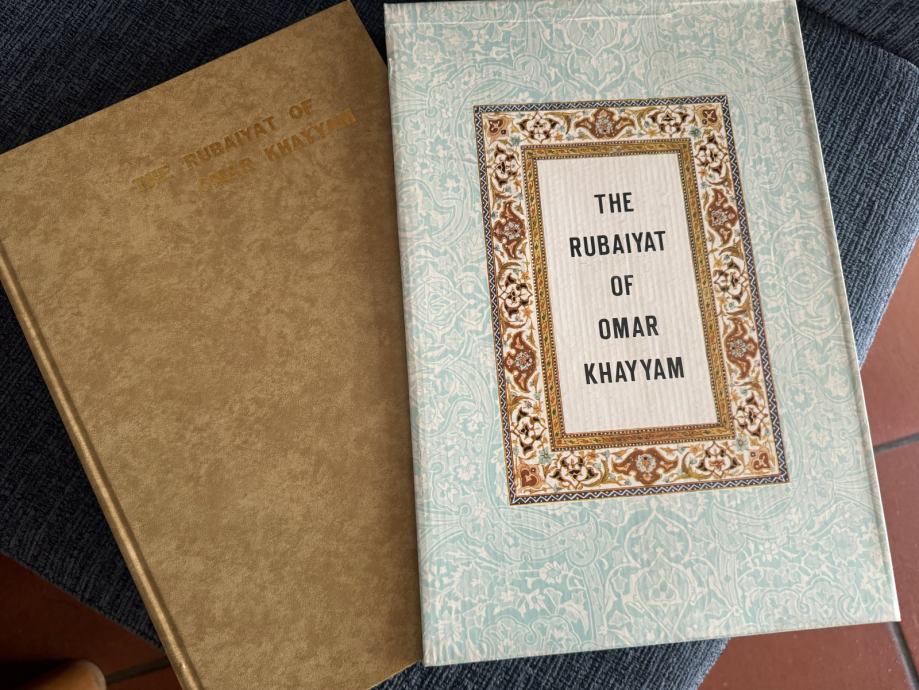 THE RUBAIYAT OF
OMAR KHAYYAM
THE
RUBAIYAT
OF
OMAR
KHAYYAM